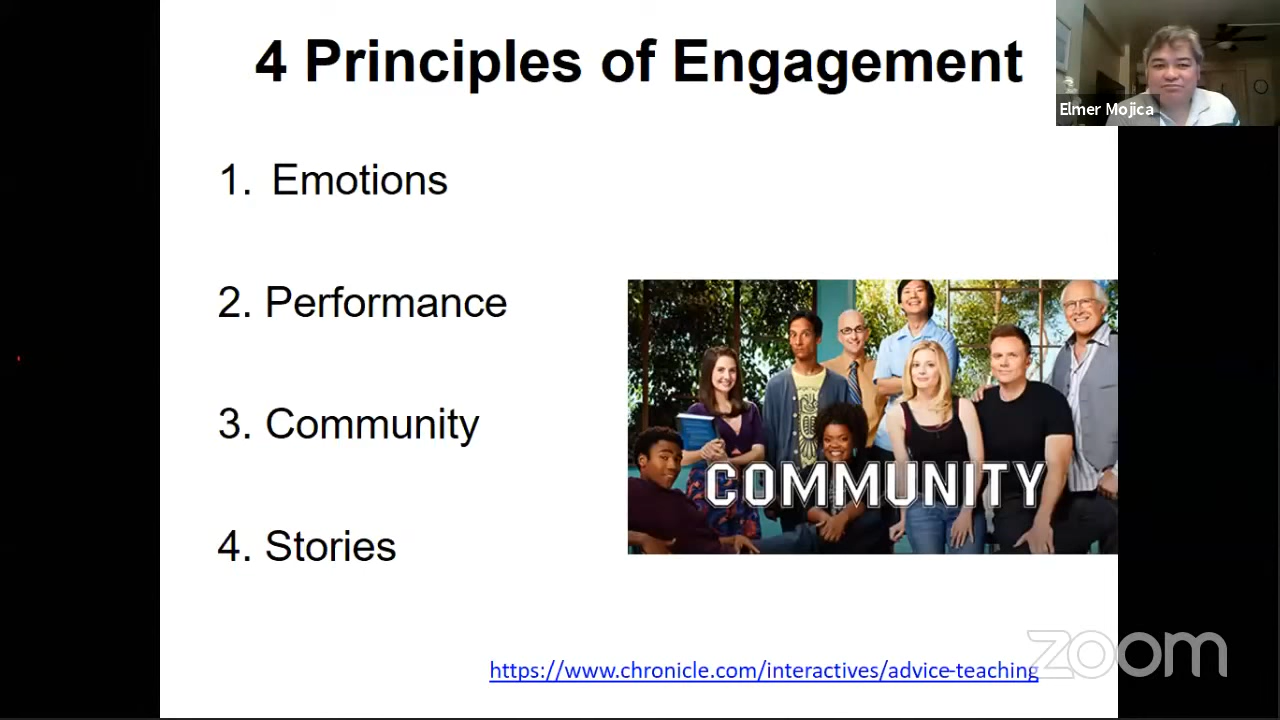 4 Principles of Engagement
Elmer Mojica
1. Emotions
2. Performance
3. Community
COMMUNITY
4. Stories
https://www.chronicle.com/interactives/advice-teaching
zoom